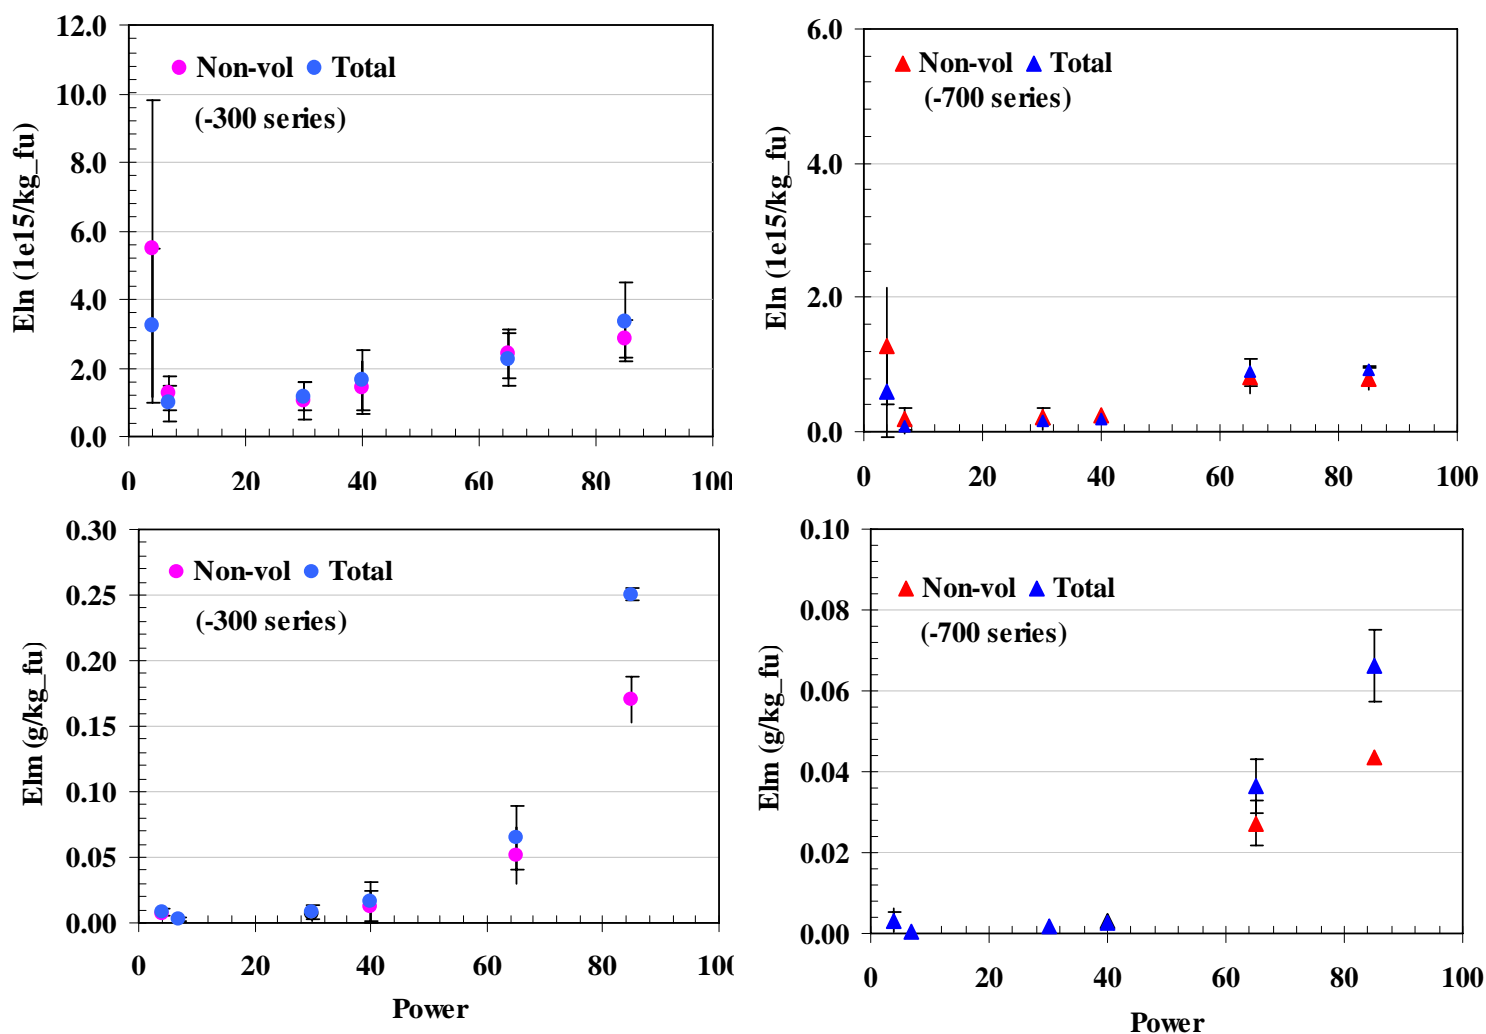 12.0
10.0
8.0
6.0
4.0
2.0
0.0
EIn (1e15/kg_fu)
Non-vol Total
(-300 series)
0 20 40 60 80 100
6.0
4.0
2.0
0.0
EIn (1e15/kg_fu)
Non-vol Total
(-700 series)
0 20 40 60 80 100
0.30
0.25
0.20
0.15
0.10
0.05
0.00
EIm (g/kg_fu)
Non-vol Total
(-300 series)
0 20 40 60 80 100
Power
0.10
0.08
0.06
0.04
0.02
0.00
EIm (g/kg_fu)
Non-vol Total
(-700 series)
0 20 40 60 80 100
Power